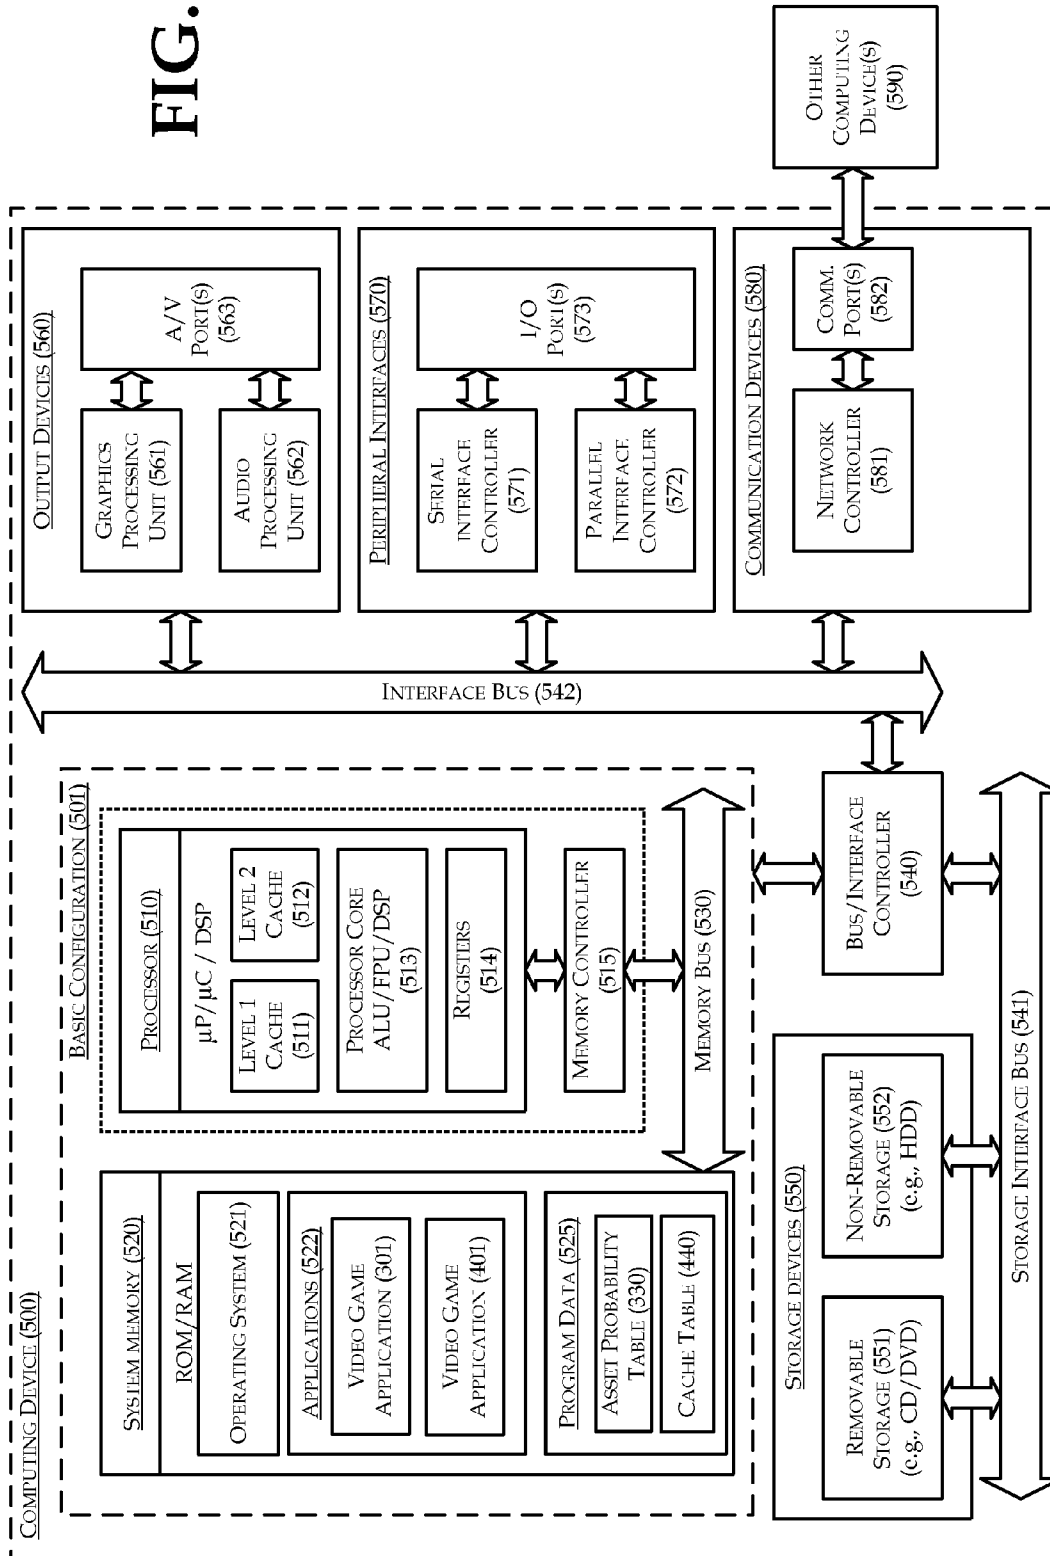 FIG.
COMPUTING DEVICE (500)
BASIC CONFIGURATION (501)
SYSTEM MEMORY (520)
ROM/RAM
OPERATING SYSTEM (521)
APPLICATIONS (522)
VIDEO GAME
APPLICATION (301)
VIDEO GAME
APPLICATION (401)
PROGRAM DATA (525)
ASSET PROBABILITY
TABLE (330)
CACHE TABLE (440)
PROCESSOR (510)
µP/µC / DSP
LEVEL 1
CACHE
(511)
LEVEL 2
CACHE
(512)
PROCESSOR CORE
ALU/FPU/DSP
(513)
REGISTERS
(514)
MEMORY CONTROLLER
(515)
MEMORY BUS (530)
BUS/INTERFACE
CONTROLLER
(540)
STORAGE DEVICES (550)
REMOVABLE
STORAGE (551)
(e.g., CD/DVD)
NON-REMOVABLE
STORAGE (552)
(e.g., HDD)
STORAGE INTERFACE BUS (541)
INTERFACE BUS (542)
OUTPUT DEVICES (560)
GRAPHICS
PROCESSING
UNIT (561)
AUDIO
PROCESSING
UNIT (562)
A/V
PORT(S)
(563)
PERIPHERAL INTERFACES (570)
SERIAL
INTERFACE
CONTROLLER
(571)
PARALLEL
INTERFACE
CONTROLLER
(572)
I/O
PORT(S)
(573)
COMMUNICATION DEVICES (580)
NETWORK
CONTROLLER
(581)
COMM.
PORT(S)
(582)
OTHER
COMPUTING
DEVICE(S)
(590)